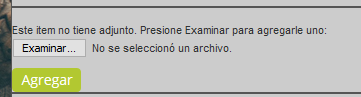 Este item no tiene adjunto. Presione Examinar para agregarle uno:
Examinar... No se seleccionó un archivo.
Agregar